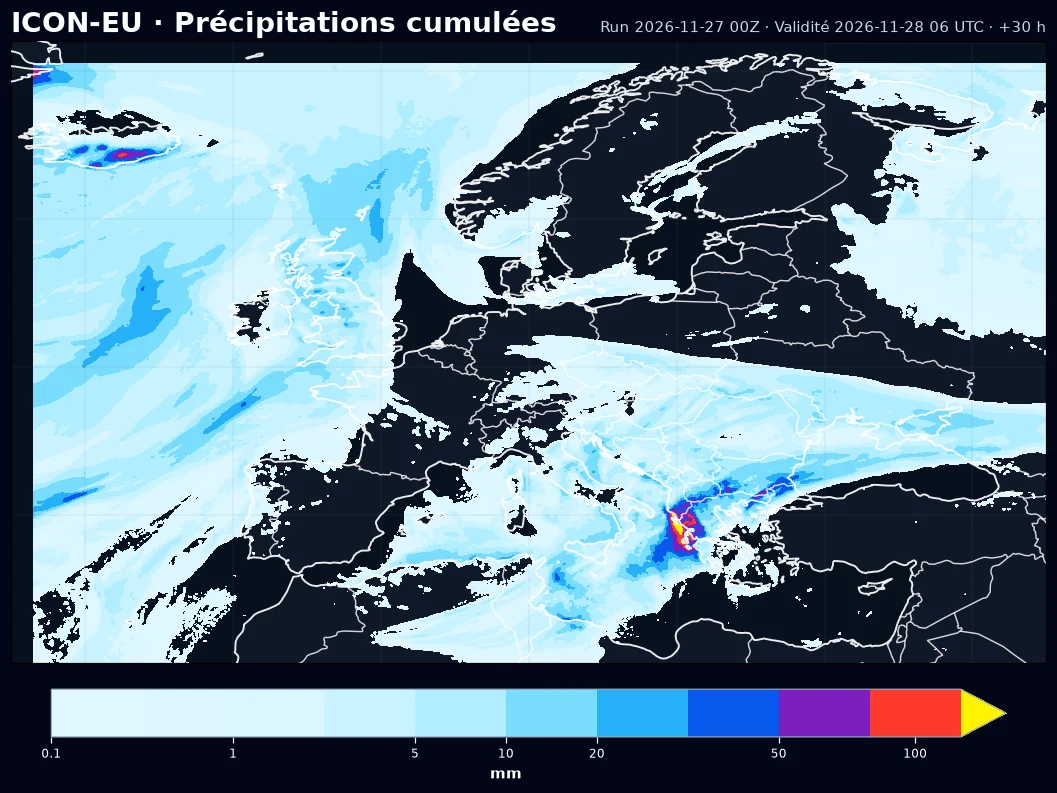 ICON-EU · Précipitations cumulées
Run 2026-11-27 00Z · Validité 2026-11-28 06 UTC · +30 h
0.1 1 5 10 20 50 100
mm